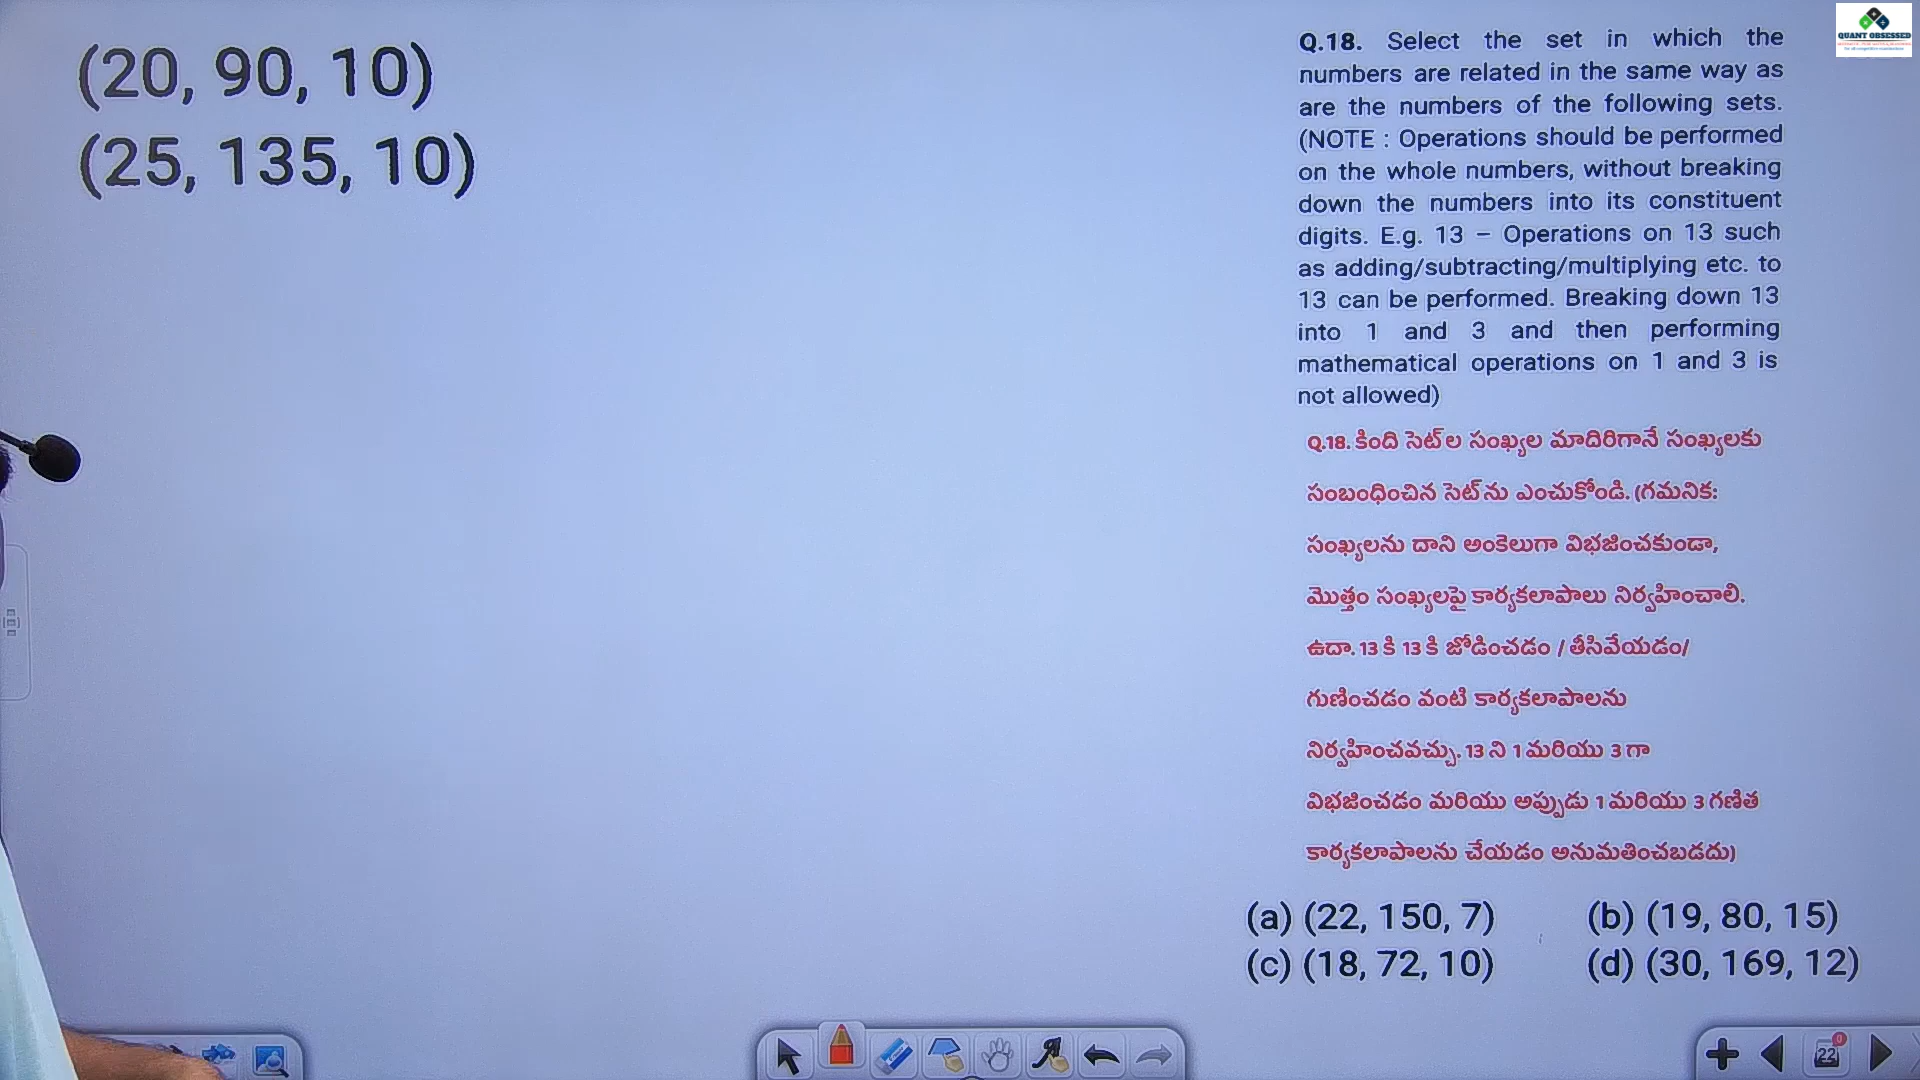 (20, 90, 10)
(25, 135, 10)
QUANT OBSESSED
Q.18. Select the set in which the
numbers are related in the same way as
are the numbers of the following sets.
(NOTE : Operations should be performed
on the whole numbers, without breaking
down the numbers into its constituent
digits. E.g. 13 – Operations on 13 such
as adding/subtracting/multiplying etc. to
13 can be performed. Breaking down 13
into 1 and 3 and then performing
mathematical operations on 1 and 3 is
not allowed)
Q.18. కింది సెట్‌ల సంఖ్యల మాదిరిగానే సంఖ్యలకు
సంబంధించిన సెట్‌ను ఎంచుకోండి. (గమనిక:
సంఖ్యలను దాని అంకెలుగా విభజించకుండా,
మొత్తం సంఖ్యలపై కార్యకలాపాలు నిర్వహించాలి.
ఉదా. 13 కి 13 కి జోడించడం / తీసివేయడం/
గుణించడం వంటి కార్యకలాపాలను
నిర్వహించవచ్చు. 13 ని 1 మరియు 3 గా
విభజించడం మరియు అప్పుడు 1 మరియు 3 గణిత
కార్యకలాపాలను చేయడం అనుమతించబడదు)
(a) (22, 150, 7) (b) (19, 80, 15)
(c) (18, 72, 10) (d) (30, 169, 12)
22
0